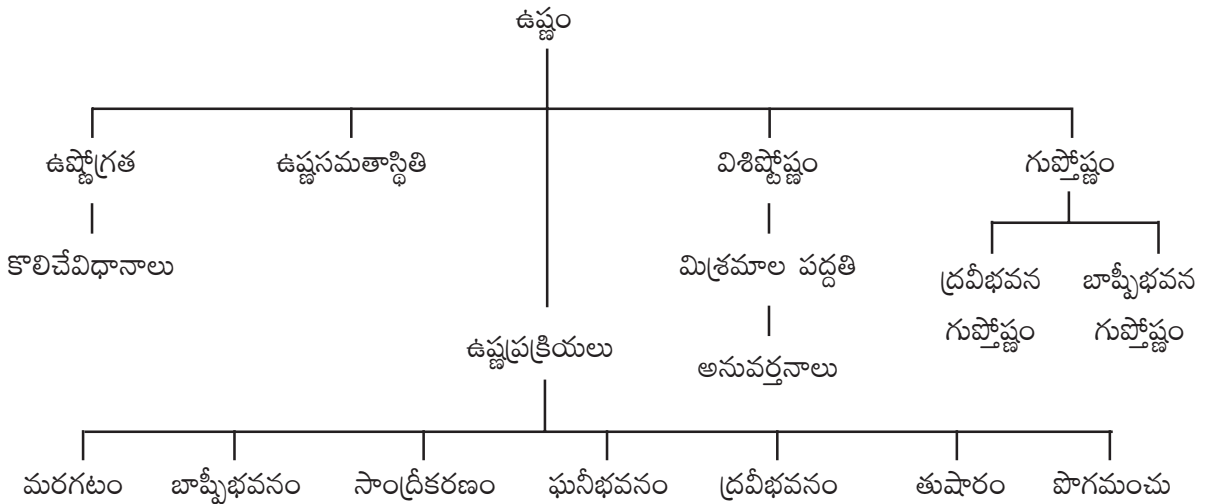 ఉష్ణం
ఉష్ణోగ్రత ఉష్ణసమతాస్థితి విశిష్టోష్ణం గుప్తోష్ణం
కొలిచేవిధానాలు మిశ్రమాల పద్దతి ద్రవీభవన బాష్పీభవన
గుప్తోష్ణం గుప్తోష్ణం
ఉష్ణప్రక్రియలు అనువర్తనాలు
మరగటం బాష్పీభవనం సాంద్రీకరణం ఘనీభవనం ద్రవీభవనం తుషారం పొగమంచు